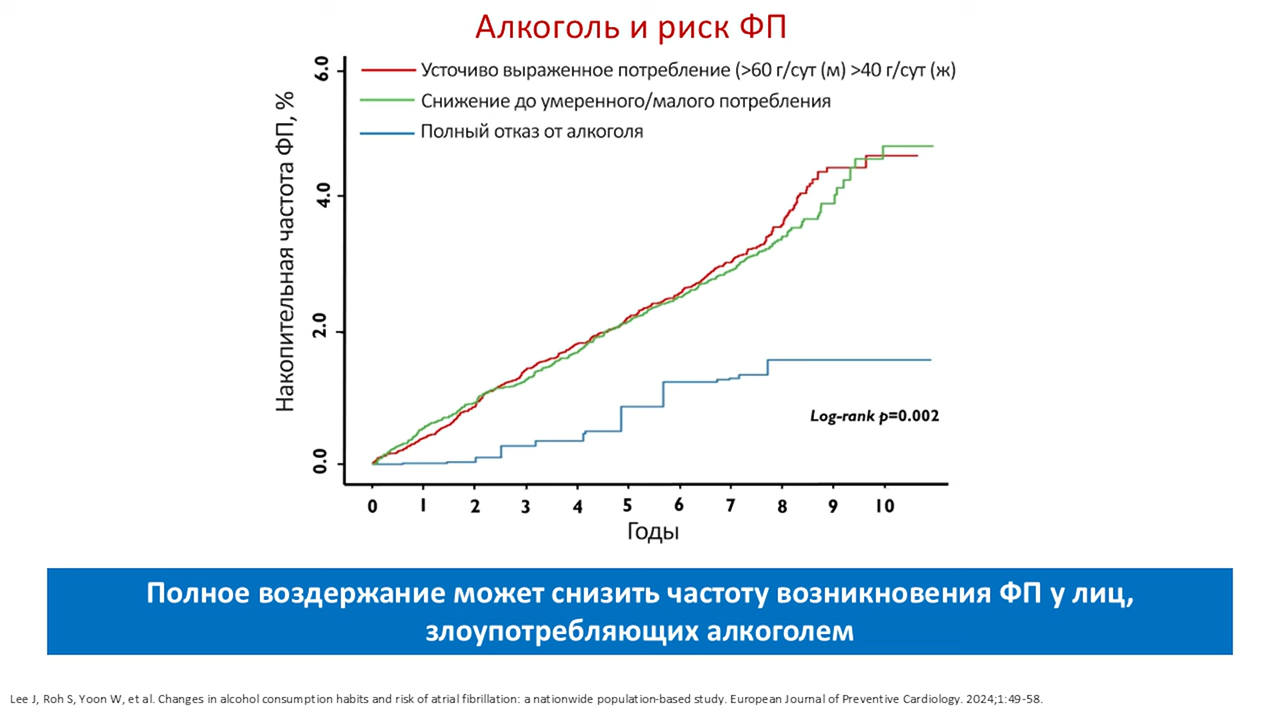 Алкоголь и риск ФП
Усточиво выраженное потребление (>60 г/сут (м) >40 г/сут (ж)
Снижение до умеренного/малого потребления
Полный отказ от алкоголя
Накопительная частота ФП, %
6.0
4.0
2.0
0.0
Log-rank p=0.002
0 1 2 3 4 5 6 7 8 9 10
Годы
Полное воздержание может снизить частоту возникновения ФП у лиц,
злоупотребляющих алкоголем
Lee J, Roh S, Yoon W, et al. Changes in alcohol consumption habits and risk of atrial fibrillation: a nationwide population-based study. European Journal of Preventive Cardiology. 2024;1:49-58.